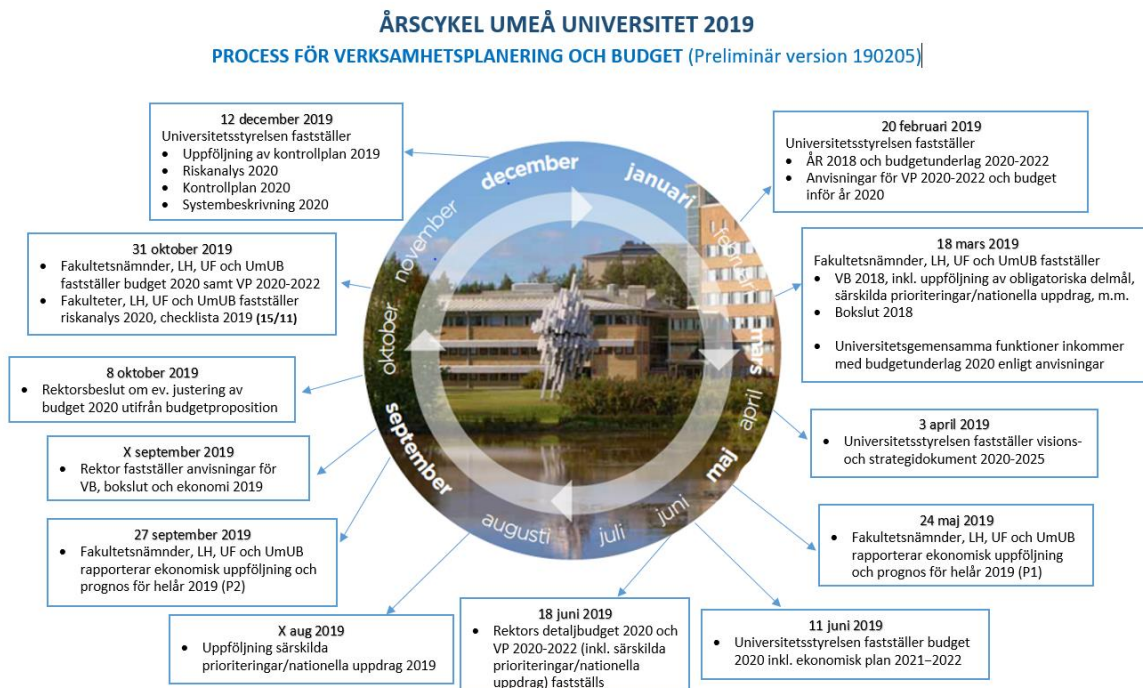 ÅRSCYKEL UMEÅ UNIVERSITET 2019
PROCESS FÖR VERKSAMHETSPLANERING OCH BUDGET (Preliminär version 190205)
12 december 2019
Universitetsstyrelsen fastställer
• Uppföljning av kontrollplan 2019
• Riskanalys 2020
• Kontrollplan 2020
• Systembeskrivning 2020
20 februari 2019
Universitetsstyrelsen fastställer
• ÅR 2018 och budgetunderlag 2020-2022
• Anvisningar för VP 2020-2022 och budget
inför år 2020
31 oktober 2019
• Fakultetsnämnder, LH, UF och UmUB
fastställer budget 2020 samt VP 2020-2022
• Fakulteter, LH, UF och UmUB fastställer
riskanalys 2020, checklista 2019 (15/11)
18 mars 2019
Fakultetsnämnder, LH, UF och UmUB fastställer
• VB 2018, inkl. uppföljning av obligatoriska delmål,
särskilda prioriteringar/nationella uppdrag, m.m.
• Bokslut 2018
• Universitetsgemensamma funktioner inkommer
med budgetunderlag 2020 enligt anvisningar
8 oktober 2019
• Rektorsbeslut om ev. justering av
budget 2020 utifrån budgetproposition
3 april 2019
• Universitetsstyrelsen fastställer visions-
och strategidokument 2020-2025
X september 2019
• Rektor fastställer anvisningar för
VB, bokslut och ekonomi 2019
24 maj 2019
• Fakultetsnämnder, LH, UF och UmUB
rapporterar ekonomisk uppföljning
och prognos för helår 2019 (P1)
27 september 2019
• Fakultetsnämnder, LH, UF och UmUB
rapporterar ekonomisk uppföljning och
prognos för helår 2019 (P2)
X aug 2019
• Uppföljning särskilda
prioriteringar/nationella uppdrag 2019
18 juni 2019
• Rektors detaljbudget 2020 och
VP 2020-2022 (inkl. särskilda
prioriteringar/nationella
uppdrag) fastställs
11 juni 2019
• Universitetsstyrelsen fastställer budget
2020 inkl. ekonomisk plan 2021–2022
januari
februari
mars
april
maj
juni
juli
augusti
september
oktober
november
december